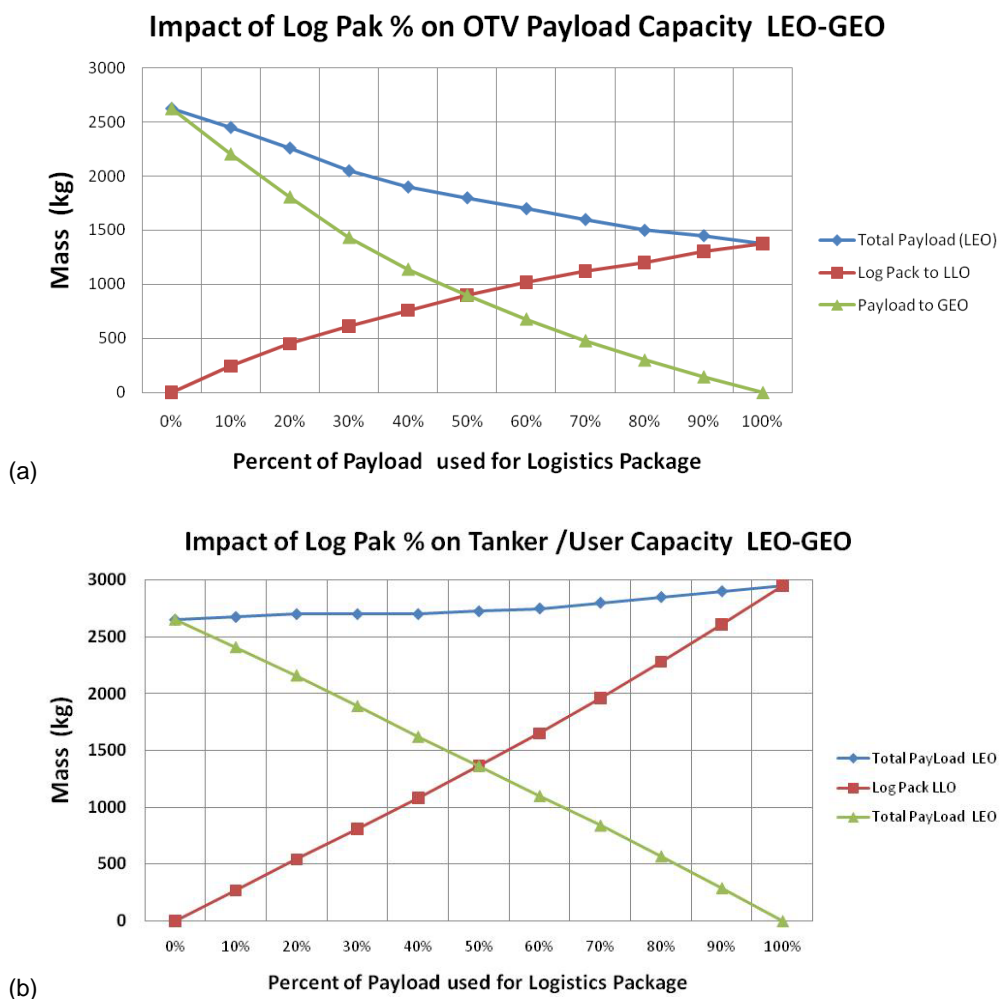 Impact of Log Pak % on OTV Payload Capacity LEO-GEO
3000
2500
2000
1500
1000
500
0
Mass (kg)
0% 10% 20% 30% 40% 50% 60% 70% 80% 90% 100%
Percent of Payload used for Logistics Package
Total Payload (LEO)
Log Pack to LLO
Payload to GEO
(a)
Impact of Log Pak % on Tanker /User Capacity LEO-GEO
3000
2500
2000
1500
1000
500
0
Mass (kg)
0% 10% 20% 30% 40% 50% 60% 70% 80% 90% 100%
Percent of Payload used for Logistics Package
Total PayLoad LEO
Log Pack LLO
Total PayLoad LEO
(b)